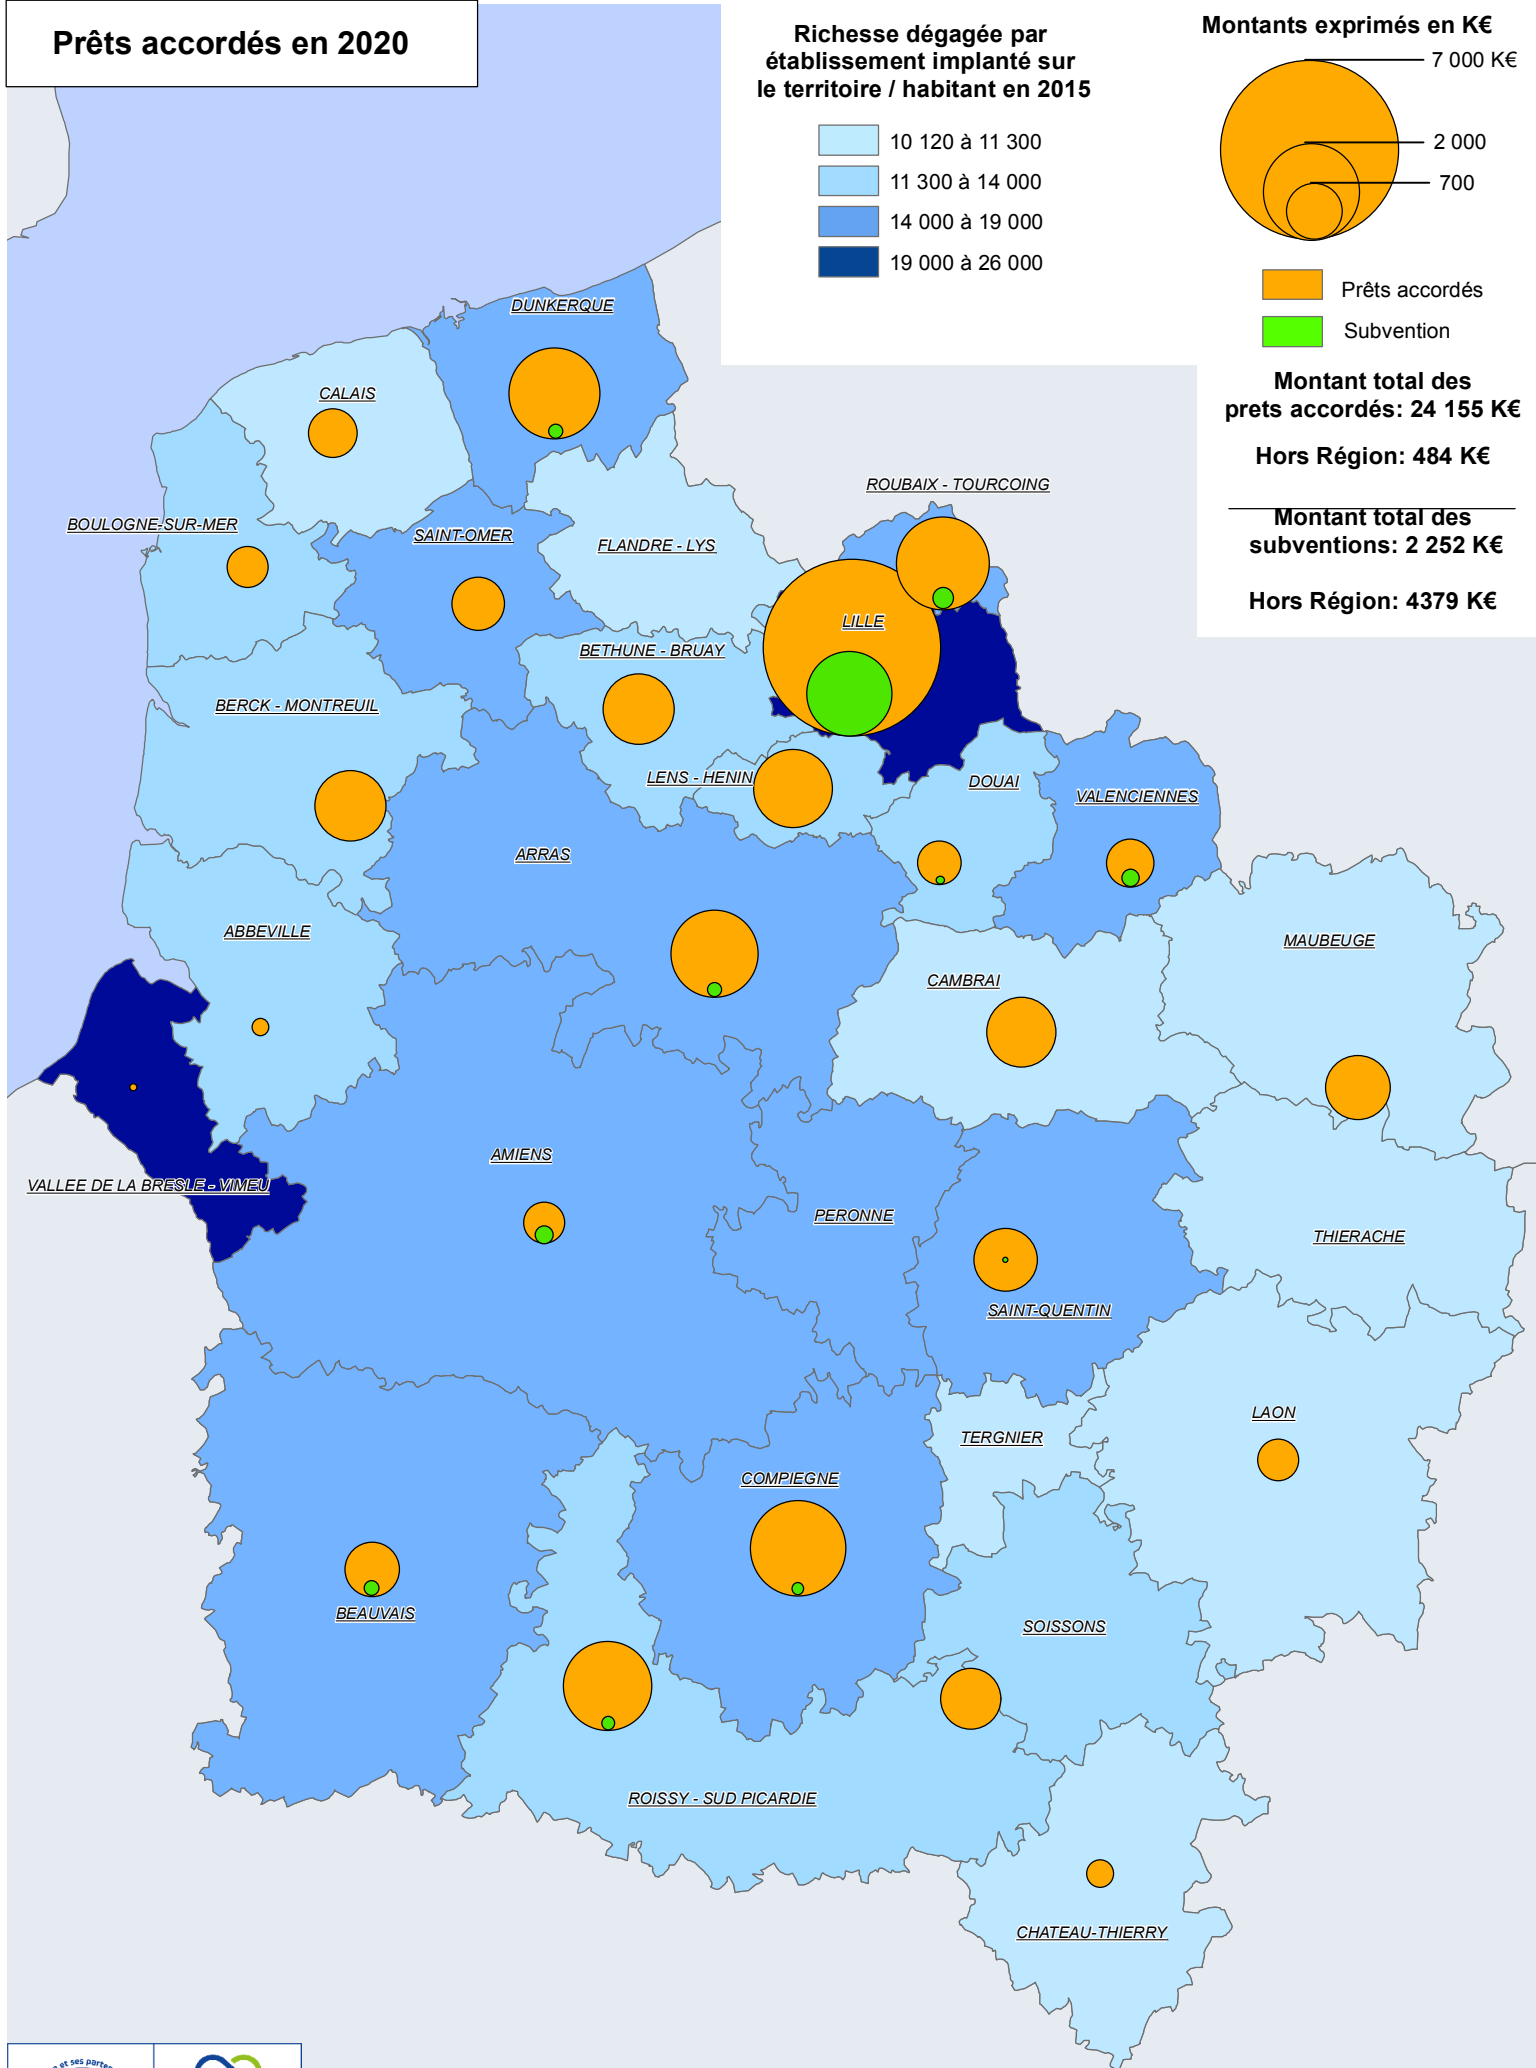 Prêts accordés en 2020
Richesse dégagée par
établissement implanté sur
le territoire / habitant en 2015
10 120 à 11 300
11 300 à 14 000
14 000 à 19 000
19 000 à 26 000
Montants exprimés en K€
7 000 K€
2 000
700
Prêts accordés
Subvention
Montant total des
prets accordés: 24 155 K€
Hors Région: 484 K€
Montant total des
subventions: 2 252 K€
Hors Région: 4379 K€
DUNKERQUE
CALAIS
ROUBAIX - TOURCOING
BOULOGNE-SUR-MER
SAINT-OMER
FLANDRE - LYS
LILLE
BETHUNE - BRUAY
BERCK - MONTREUIL
LENS - HENIN
DOUAI
VALENCIENNES
ARRAS
ABBEVILLE
MAUBEUGE
CAMBRAI
AMIENS
VALLEE DE LA BRESLE - VIMEU
PERONNE
THIERACHE
SAINT-QUENTIN
LAON
TERGNIER
COMPIEGNE
BEAUVAIS
SOISSONS
ROISSY - SUD PICARDIE
CHATEAU-THIERRY
et ses parte